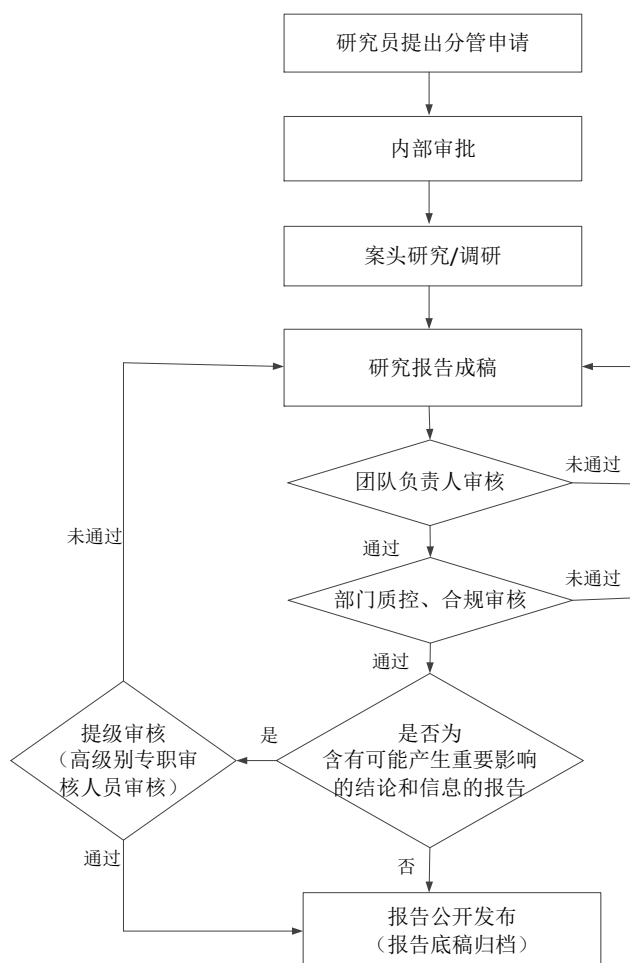 研究员提出分管申请
内部审批
案头研究/调研
研究报告成稿
团队负责人审核
未通过
未通过
通过
部门质控、合规审核
未通过
通过
提级审核
（高级别专职审
核人员审核）
是
是否为
含有可能产生重要影响
的结论和信息的报告
通过
否
报告公开发布
（报告底稿归档）